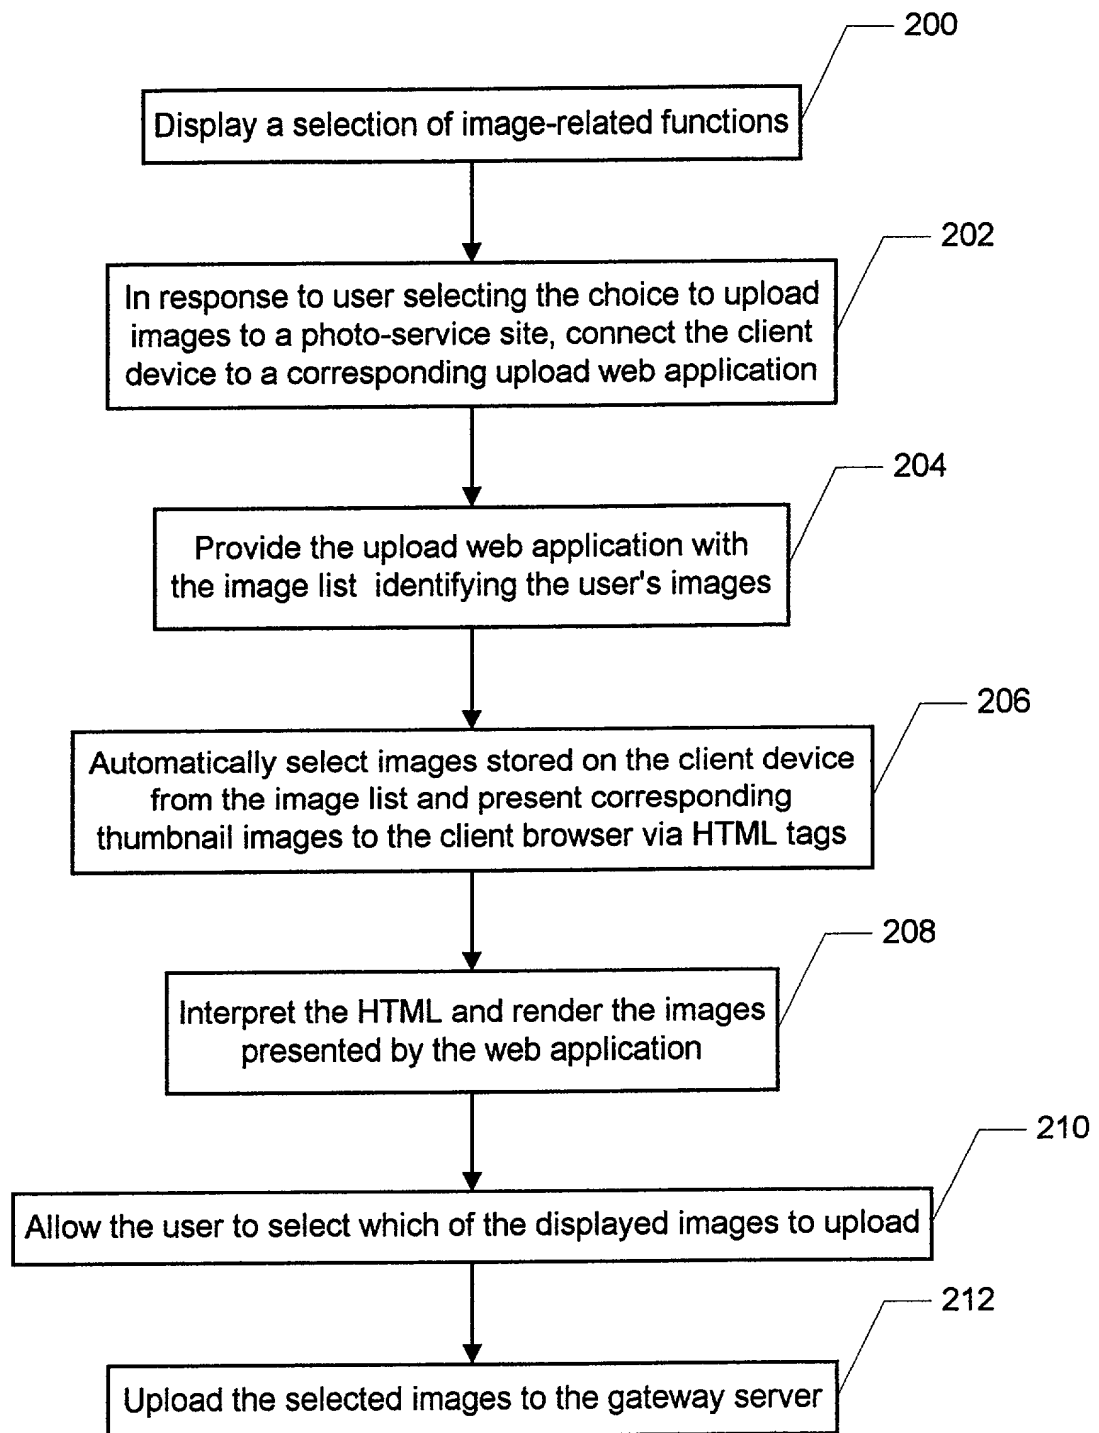 200
Display a selection of image-related functions
202
In response to user selecting the choice to upload
images to a photo-service site, connect the client
device to a corresponding upload web application
204
Provide the upload web application with
the image list identifying the user's images
206
Automatically select images stored on the client device
from the image list and present corresponding
thumbnail images to the client browser via HTML tags
208
Interpret the HTML and render the images
presented by the web application
210
Allow the user to select which of the displayed images to upload
212
Upload the selected images to the gateway server